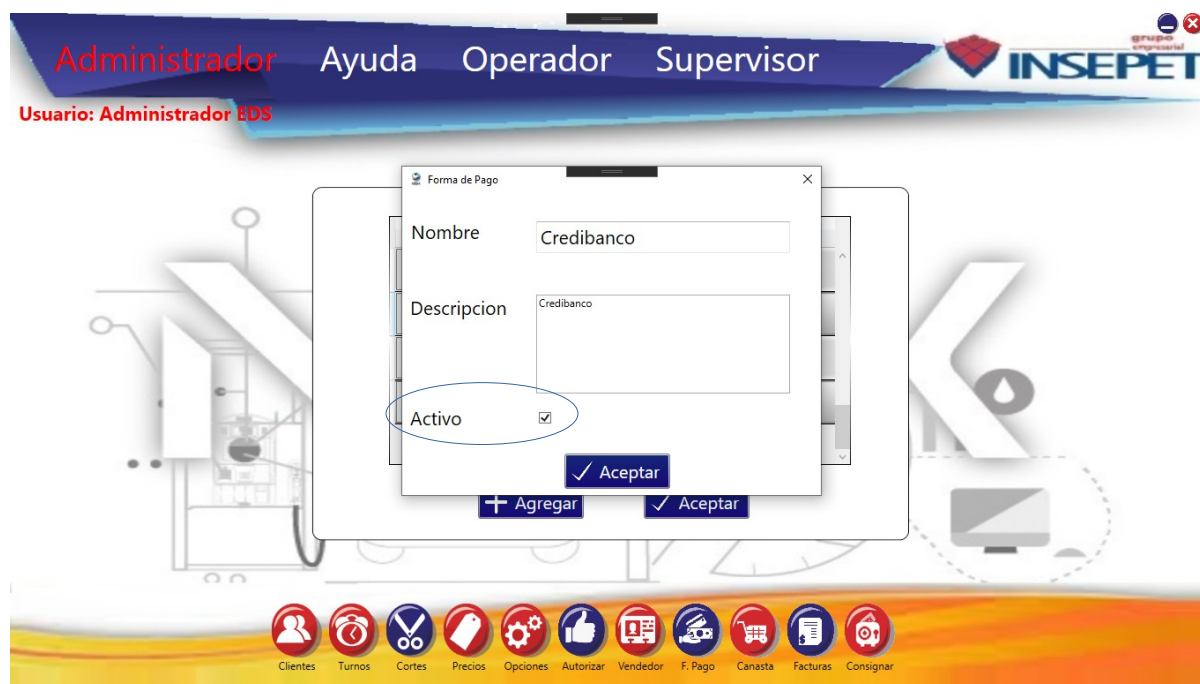 Administrador Ayuda Operador Supervisor
grupo
empresarial
INSEPET
Usuario: Administrador EDS
Forma de Pago
Nombre
Credibanco
Descripcion
Credibanco
Activo
Aceptar
Agregar
Aceptar
Clientes Turnos Cortes Precios Opciones Autorizar Vendedor F. Pago Canasta Facturas Consignar